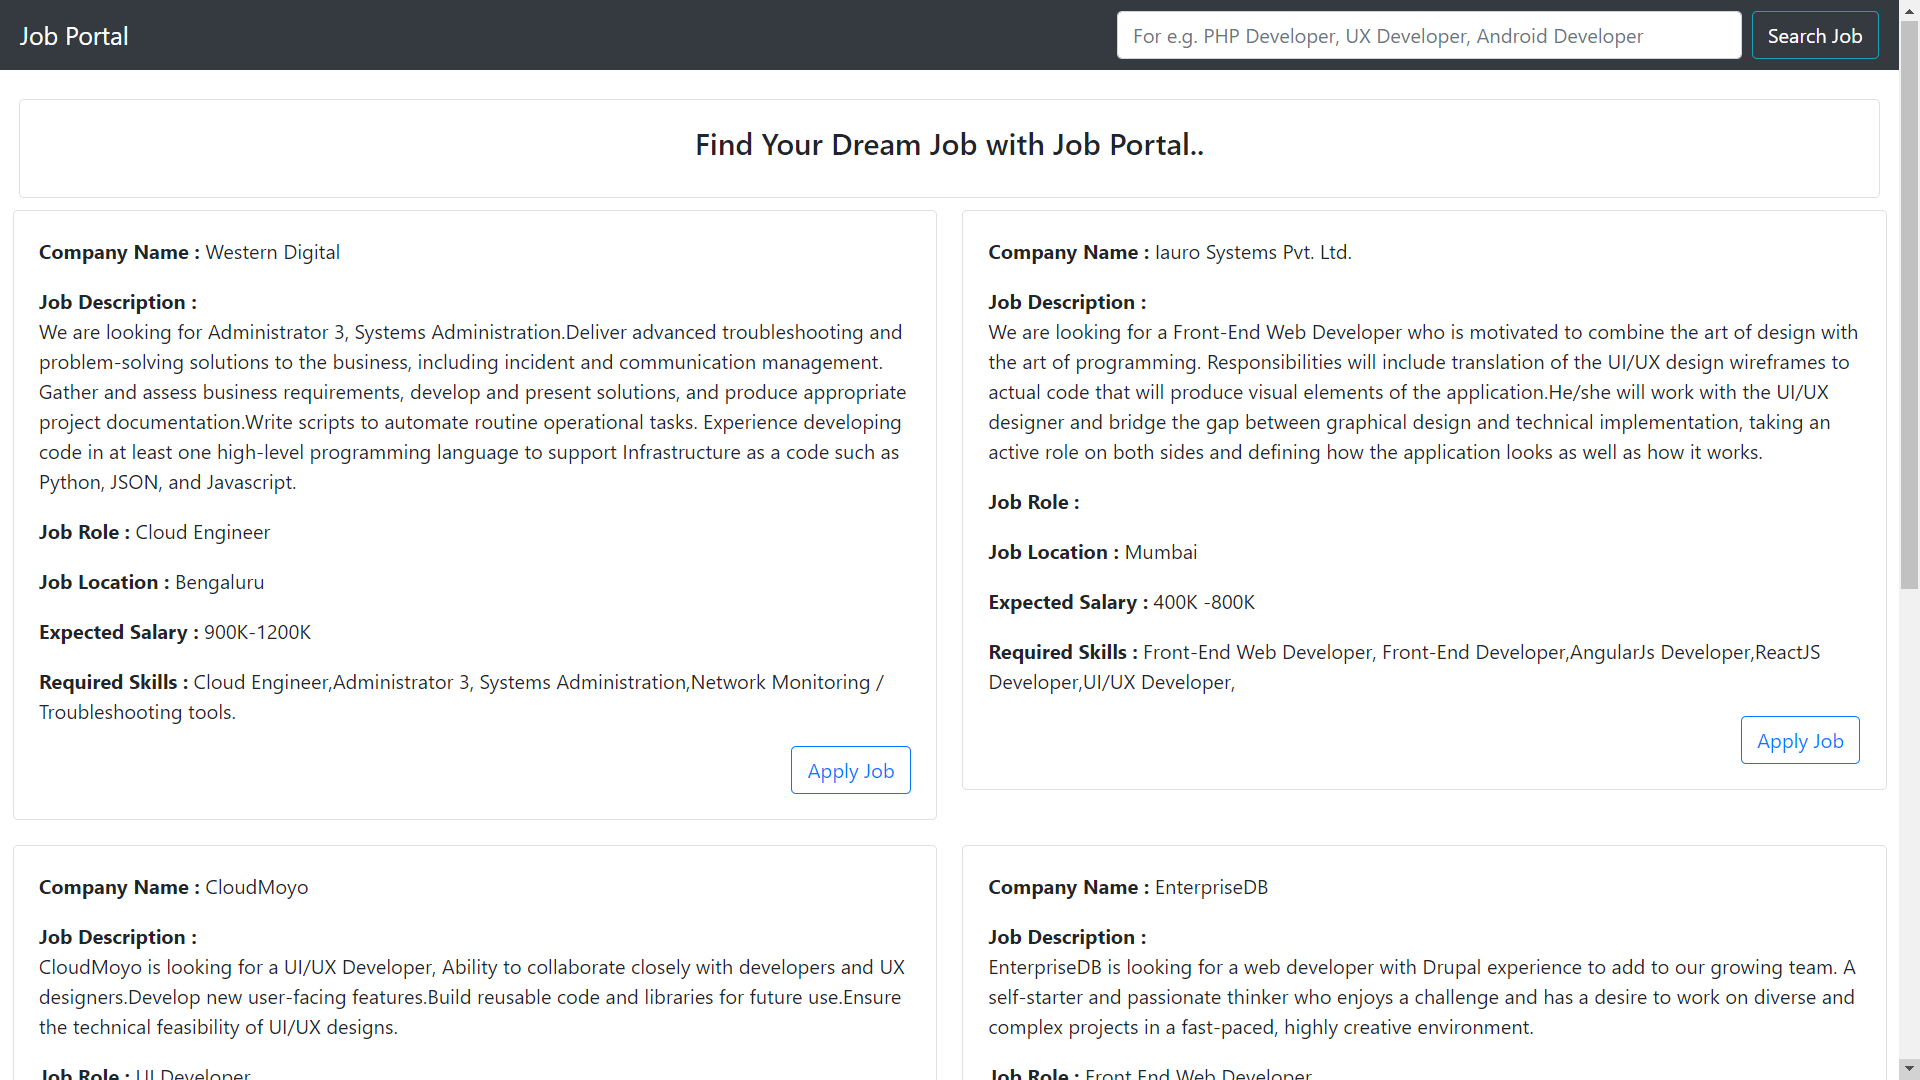 Job Portal
For e.g. PHP Developer, UX Developer, Android Developer
Search Job
Find Your Dream Job with Job Portal..
Company Name : Western Digital
Job Description :
We are looking for Administrator 3, Systems Administration.Deliver advanced troubleshooting and
problem-solving solutions to the business, including incident and communication management.
Gather and assess business requirements, develop and present solutions, and produce appropriate
project documentation.Write scripts to automate routine operational tasks. Experience developing
code in at least one high-level programming language to support Infrastructure as a code such as
Python, JSON, and Javascript.
Job Role : Cloud Engineer
Job Location : Bengaluru
Expected Salary : 900K-1200K
Required Skills : Cloud Engineer,Administrator 3, Systems Administration,Network Monitoring /
Troubleshooting tools.
Apply Job
Company Name : Iauro Systems Pvt. Ltd.
Job Description :
We are looking for a Front-End Web Developer who is motivated to combine the art of design with
the art of programming. Responsibilities will include translation of the UI/UX design wireframes to
actual code that will produce visual elements of the application.He/she will work with the UI/UX
designer and bridge the gap between graphical design and technical implementation, taking an
active role on both sides and defining how the application looks as well as how it works.
Job Role :
Job Location : Mumbai
Expected Salary : 400K -800K
Required Skills : Front-End Web Developer, Front-End Developer,AngularJs Developer,ReactJS
Developer,UI/UX Developer,
Apply Job
Company Name : CloudMoyo
Job Description :
CloudMoyo is looking for a UI/UX Developer, Ability to collaborate closely with developers and UX
designers.Develop new user-facing features.Build reusable code and libraries for future use.Ensure
the technical feasibility of UI/UX designs.
Job Role : UI Developer
Company Name : EnterpriseDB
Job Description :
EnterpriseDB is looking for a web developer with Drupal experience to add to our growing team. A
self-starter and passionate thinker who enjoys a challenge and has a desire to work on diverse and
complex projects in a fast-paced, highly creative environment.
Job Role : Front End Web Developer